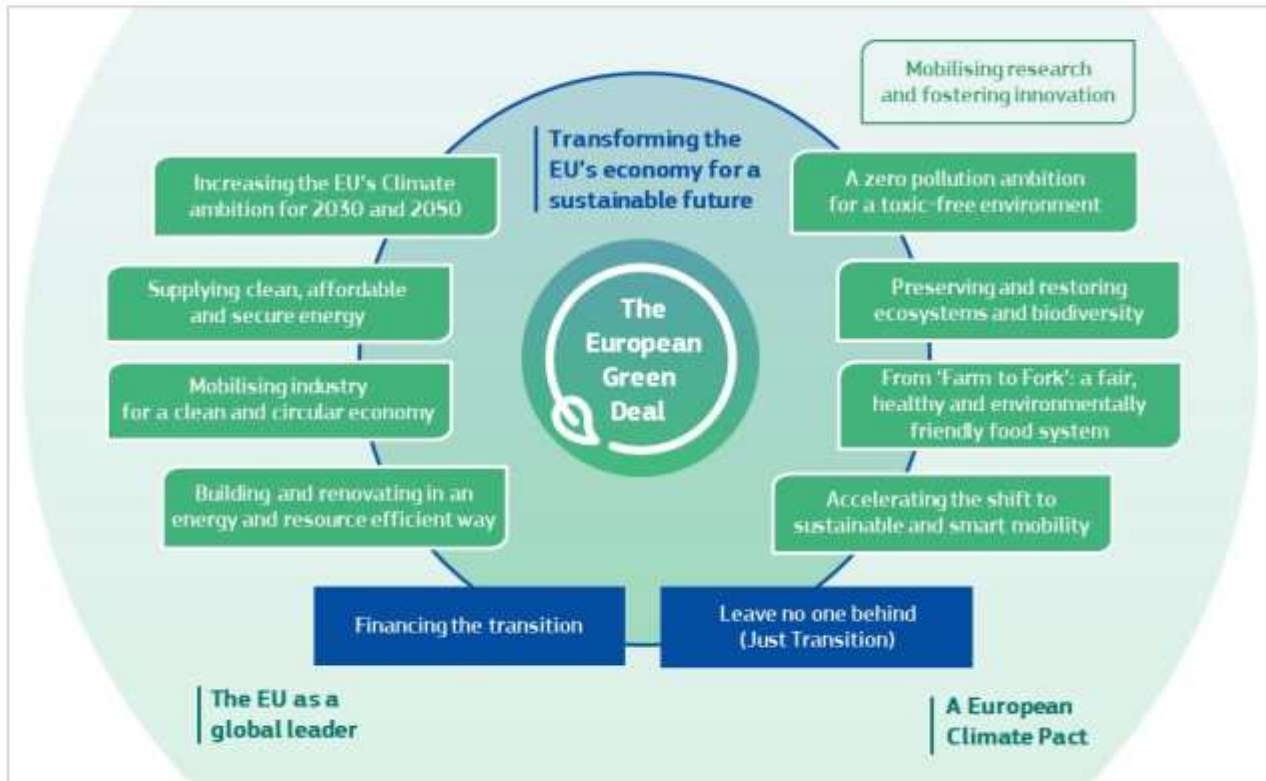 Mobilising research
and fostering innovation
Transforming the
EU's economy for a
sustainable future
Increasing the EU's Climate
ambition for 2030 and 2050
A zero pollution ambition
for a toxic-free environment
Supplying clean, affordable
and secure energy
Preserving and restoring
ecosystems and biodiversity
The
European
Green
Deal
Mobilising industry
for a clean and circular economy
From 'Farm to Fork': a fair,
healthy and environmentally
friendly food system
Building and renovating in an
energy and resource efficient way
Accelerating the shift to
sustainable and smart mobility
Financing the transition
Leave no one behind
(Just Transition)
The EU as a
global leader
A European
Climate Pact